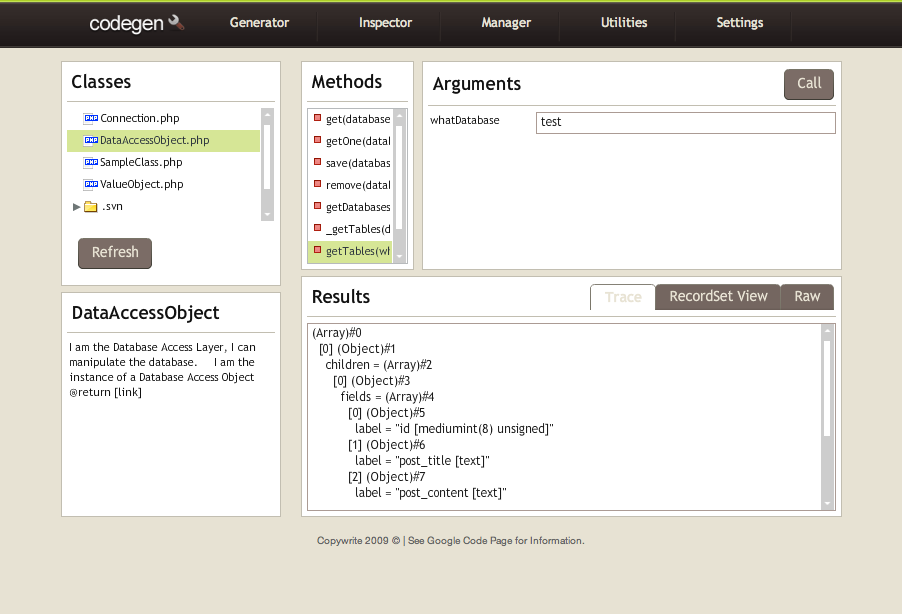 codegen
Generator
Inspector
Manager
Utilities
Settings
Classes
Connection.php
DataAccessObject.php
SampleClass.php
ValueObject.php
.svn
Refresh
DataAccessObject
I am the Database Access Layer, I can
manipulate the database. I am the
instance of a Database Access Object
@return [link]
Methods
get(database
getOne(datal
save(databas
remove(datal
getDatabases
_getTables(d
getTables(wh
Arguments
Call
whatDatabase
test
Results
Trace
RecordSet View
Raw
(Array)#0
[0] (Object)#1
children = (Array)#2
[0] (Object)#3
fields = (Array)#4
[0] (Object)#5
label = "id [mediumint(8) unsigned]"
[1] (Object)#6
label = "post_title [text]"
[2] (Object)#7
label = "post_content [text]"
Copywrite 2009 © | See Google Code Page for Information.